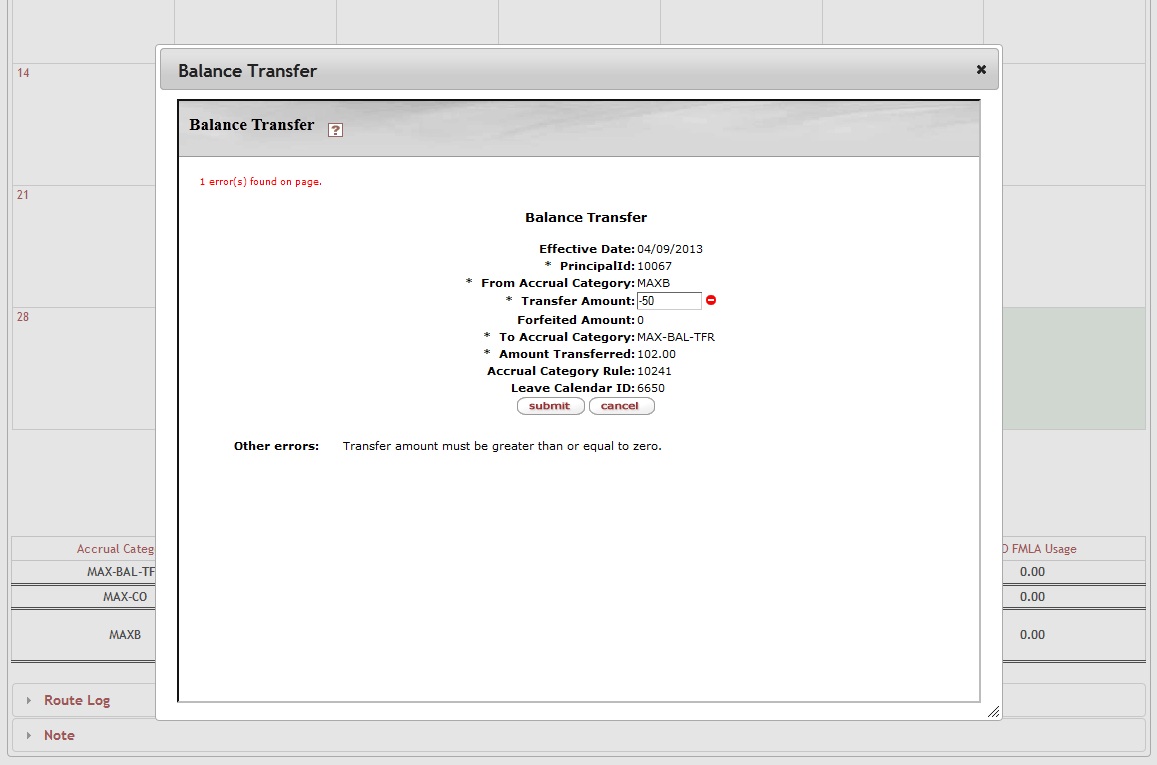 14
21
28
Balance Transfer
Balance Transfer ?
1 error(s) found on page.
Balance Transfer
Effective Date: 04/09/2013
* PrincipalId: 10067
* From Accrual Category: MAXB
* Transfer Amount: -50
Forfeited Amount: 0
* To Accrual Category: MAX-BAL-TFR
* Amount Transferred: 102.00
Accrual Category Rule: 10241
Leave Calendar ID: 6650
submit cancel
Other errors: Transfer amount must be greater than or equal to zero.
Accrual Categ FMLA Usage
MAX-BAL-TF 0.00
MAX-CO 0.00
MAXB 0.00
Route Log
Note